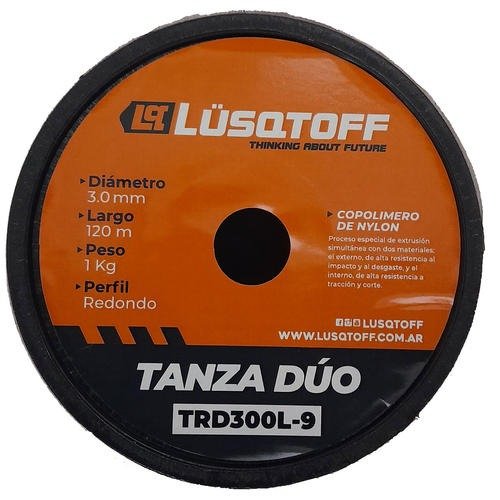 LQT LÜSQTOFF
THINKING ABOUT FUTURE
Diámetro
3.0 mm
Largo
120 m
Peso
1 Kg
Perfil
Redondo
COPOLIMERO
DE NYLON
Proceso especial de extrusión
simultánea con dos materiales;
el externo, de alta resistencia al
impacto y al desgaste, y el
interno, de alta resistencia a
tracción y corte.
LUSQTOFF
WWW.LUSQTOFF.COM.AR
TANZA DÚO
TRD300L-9